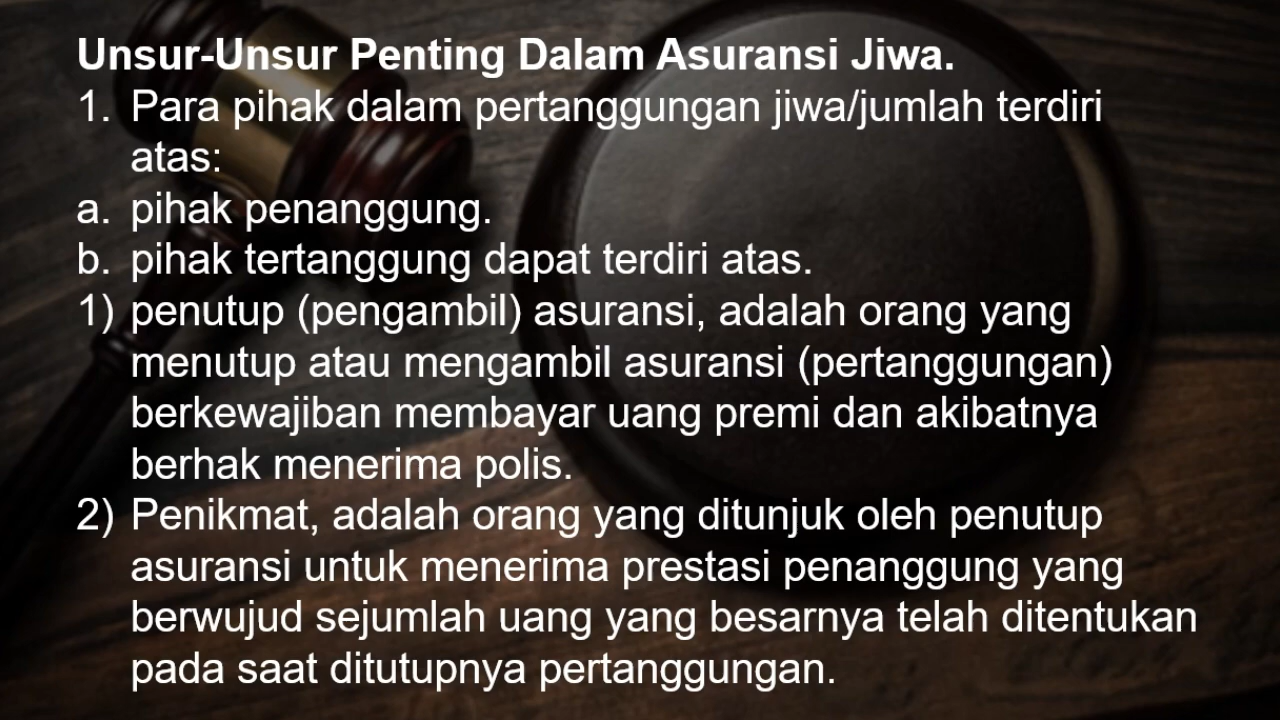 Unsur-Unsur Penting Dalam Asuransi Jiwa.
1. Para pihak dalam pertanggungan jiwa/jumlah terdiri
atas:
a. pihak penanggung.
b. pihak tertanggung dapat terdiri atas.
1) penutup (pengambil) asuransi, adalah orang yang
menutup atau mengambil asuransi (pertanggungan)
berkewajiban membayar uang premi dan akibatnya
berhak menerima polis.
2) Penikmat, adalah orang yang ditunjuk oleh penutup
asuransi untuk menerima prestasi penanggung yang
berwujud sejumlah uang yang besarnya telah ditentukan
pada saat ditutupnya pertanggungan.